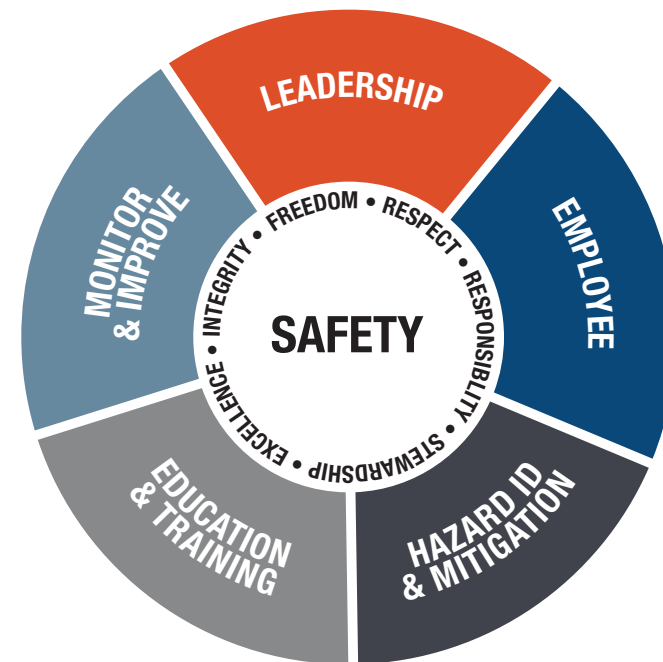 LEADERSHIP
EMPLOYEE
HAZARD ID
& MITIGATION
EDUCATION
& TRAINING
MONITOR
& IMPROVE
FREEDOM • RESPECT • RESPONSIBLITY • STEWARDSHIP • EXCELLENCE • INTEGRITY •
SAFETY